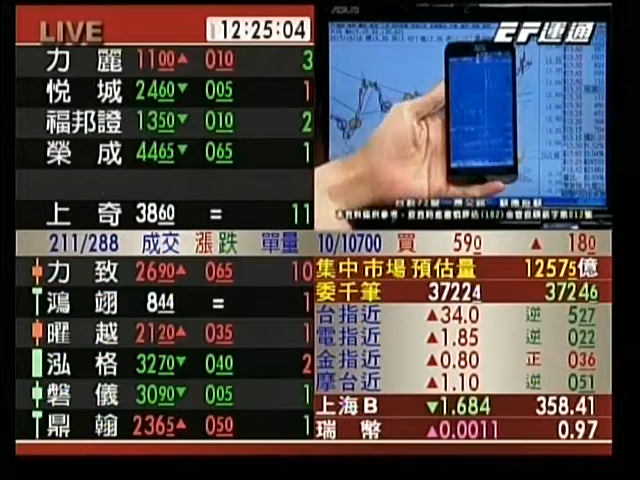 LIVE
12:25:04
力麗 1100▲ 010 3
悅城 2460▼ 005 1
福邦證 1350▼ 010 2
榮成 4465▼ 065 1
上奇 3860 = 11
211/288 成交 漲跌 單量
力致 2690▲ 065 10
鴻翊 844 = 1
曜越 2120▲ 035 1
泓格 3270▼ 040 2
磐儀 3090▼ 005 1
鼎翰 2365▲ 050 1
ASUS
EF運通
10/10700 買 590 ▲ 180
集中市場預估量 12575億
委千筆 37224 37246
台指近 ▲34.0 逆 527
電指近 ▲1.85 逆 022
金指近 ▲0.80 正 036
摩台近 ▲1.10 逆 051
上海B ▼1.684 358.41
瑞幣 ▲0.0011 0.97